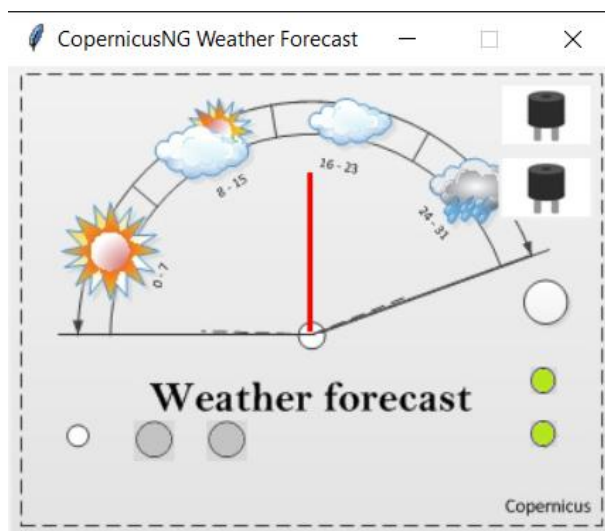 CopernicusNG Weather Forecast
16 - 23
8 - 15
24 - 31
0 - 7
Weather forecast
Copernicus